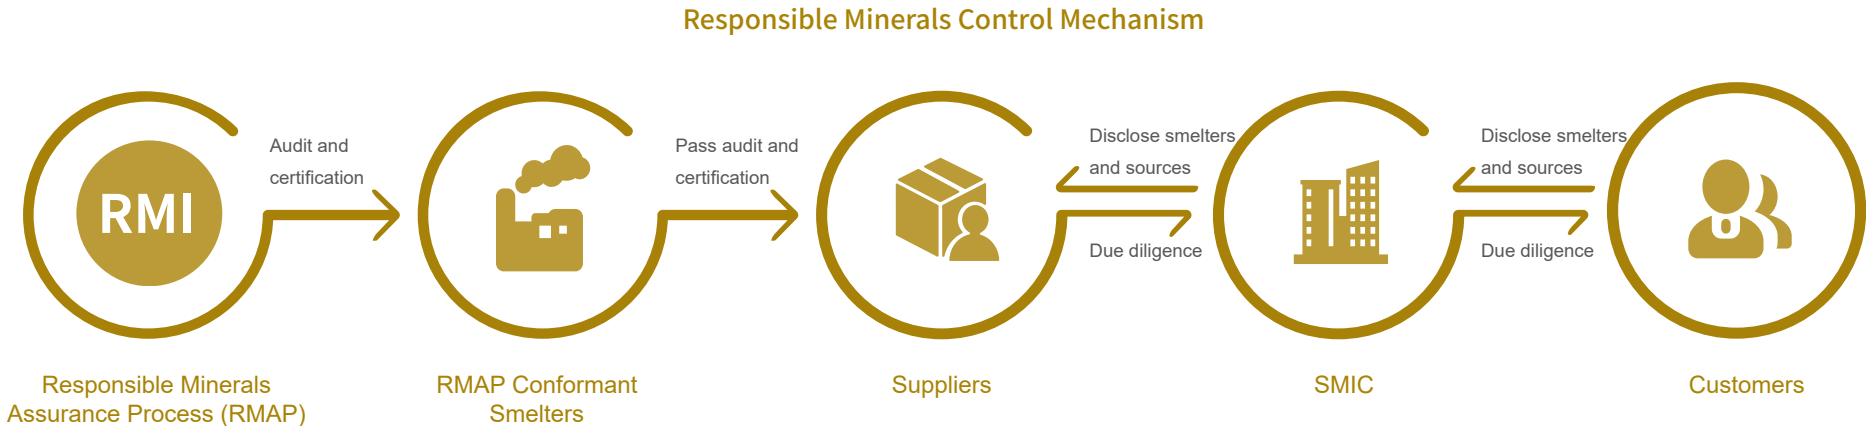 Responsible Minerals Control Mechanism
RMI
Audit and
certification
Pass audit and
certification
Disclose smelters
and sources
Due diligence
Disclose smelters
and sources
Due diligence
Responsible Minerals
Assurance Process (RMAP)
RMAP Conformant
Smelters
Suppliers
SMIC
Customers